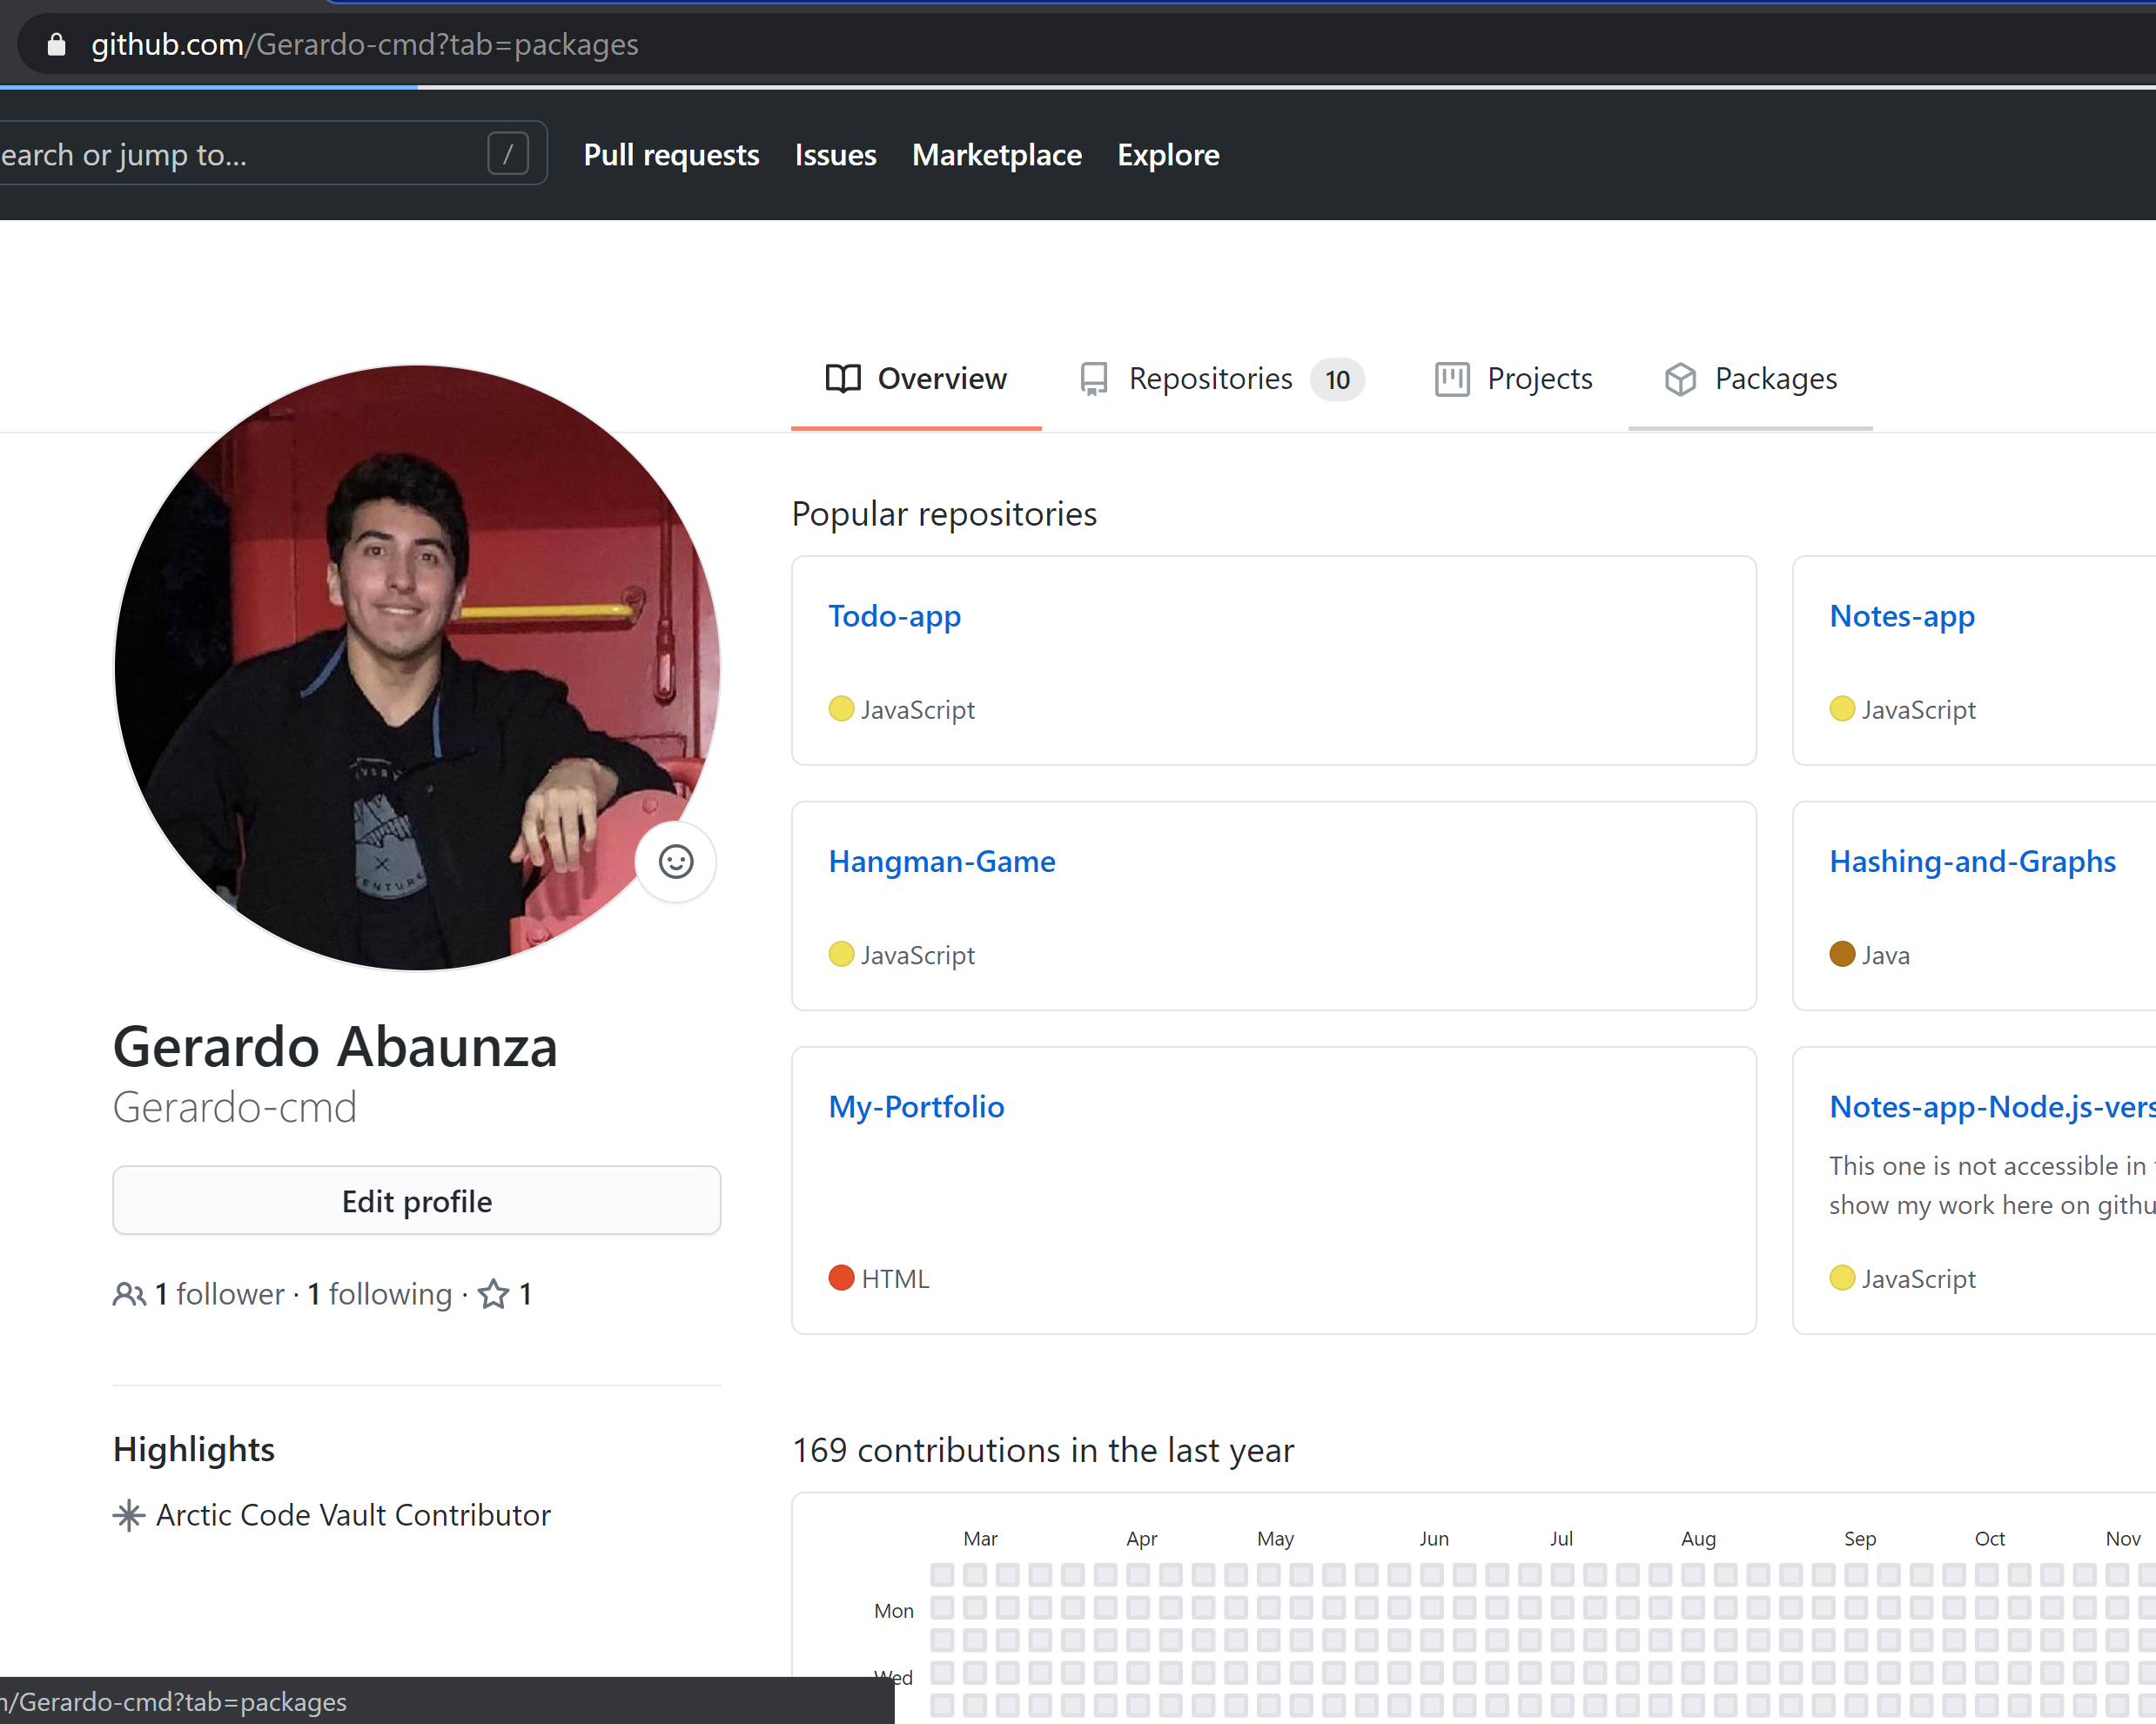 github.com/Gerardo-cmd?tab=packages
earch or jump to... /
Pull requests Issues Marketplace Explore
Overview Repositories 10 Projects Packages
Gerardo Abaunza
Gerardo-cmd
Edit profile
1 follower · 1 following · 1
Highlights
Arctic Code Vault Contributor
Popular repositories
Todo-app
JavaScript
Notes-app
JavaScript
Hangman-Game
JavaScript
Hashing-and-Graphs
Java
My-Portfolio
HTML
Notes-app-Node.js-vers
This one is not accessible in
show my work here on githu
JavaScript
169 contributions in the last year
Mar Apr May Jun Jul Aug Sep Oct Nov
Mon
Wed
/Gerardo-cmd?tab=packages